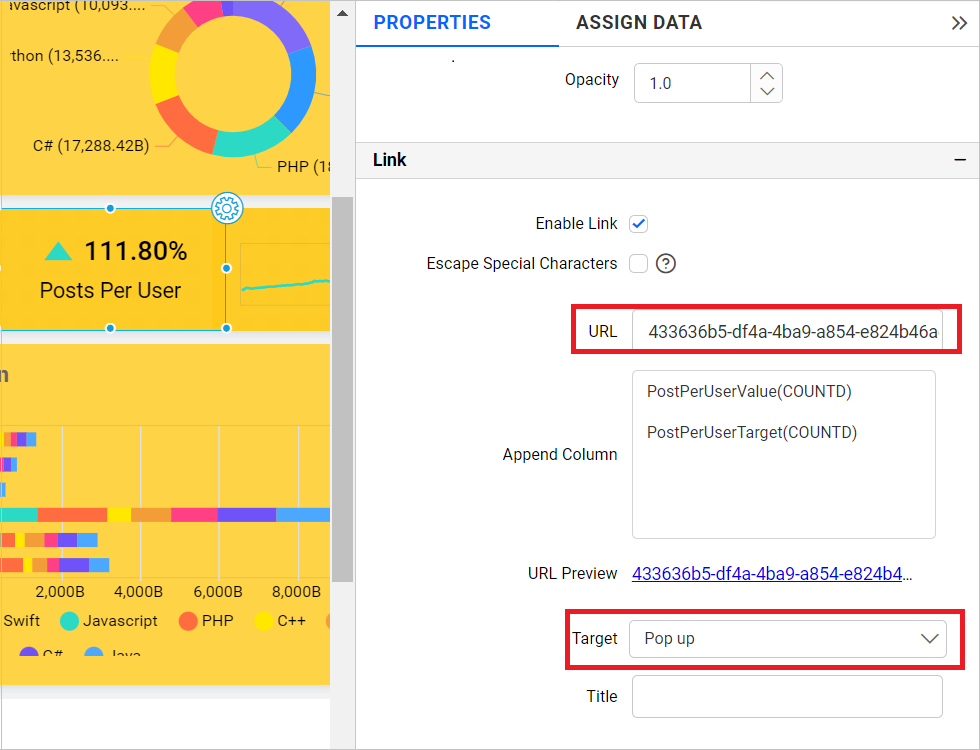 avascript (10,093....
thon (13,536....
C# (17,288.42B)
PHP (18
111.80%
Posts Per User
n
2,000B 4,000B 6,000B 8,000B
Swift Javascript PHP C++
C# Java
PROPERTIES ASSIGN DATA
Opacity 1.0
Link
Enable Link
Escape Special Characters
URL 433636b5-df4a-4ba9-a854-e824b46a
PostPerUserValue(COUNTD)
PostPerUserTarget(COUNTD)
Append Column
URL Preview 433636b5-df4a-4ba9-a854-e824b4...
Target Pop up
Title